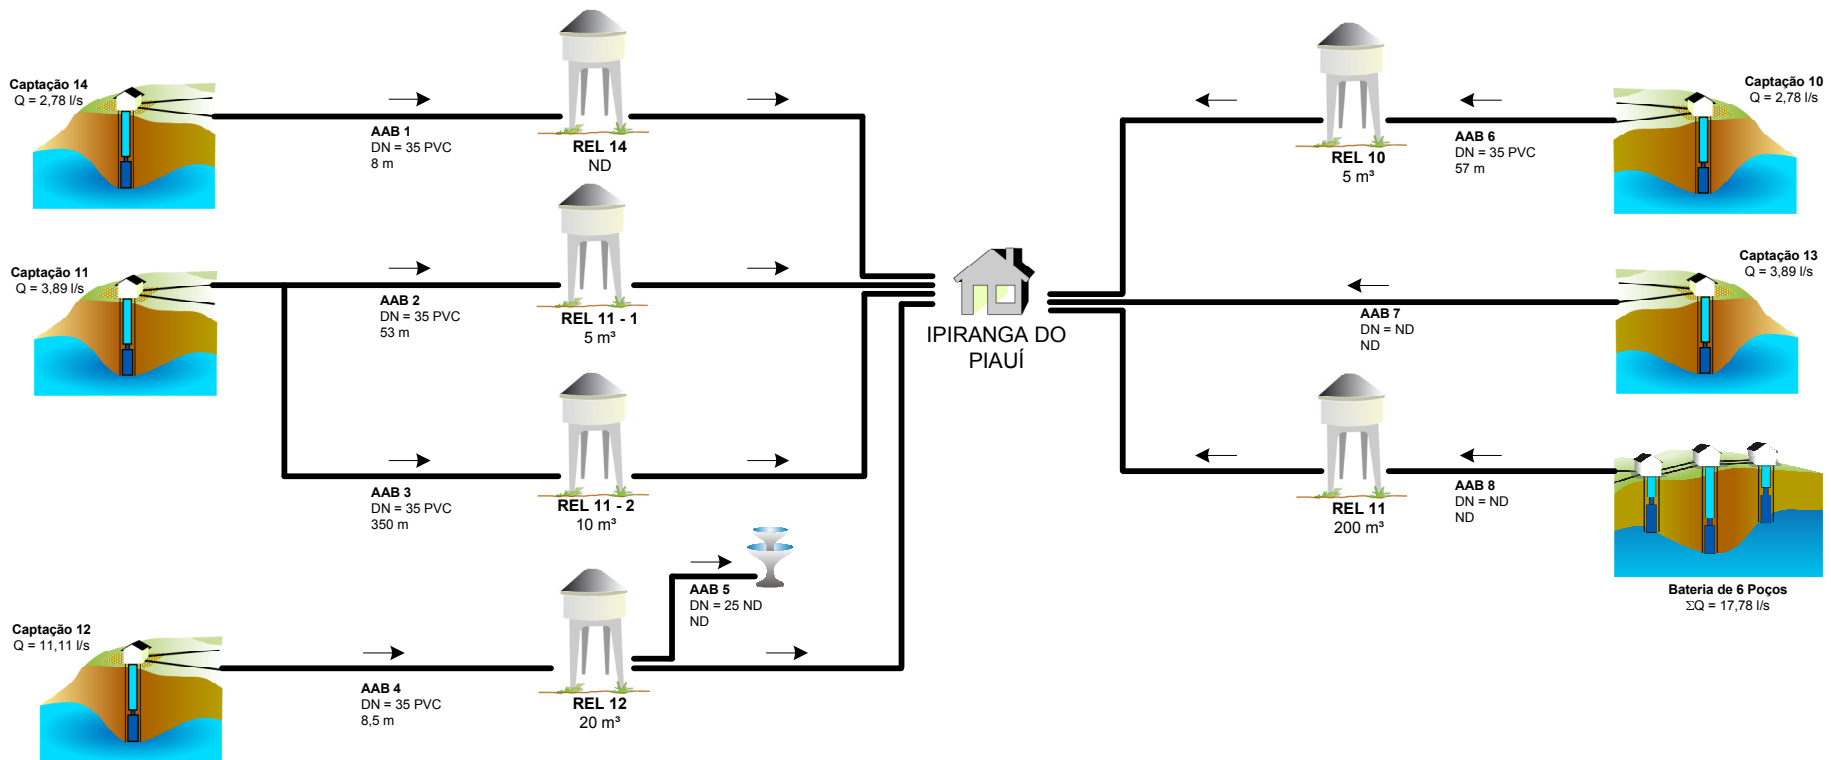 Captação 14
Q = 2,78 l/s
AAB 1
DN = 35 PVC
8 m
REL 14
ND
Captação 11
Q = 3,89 l/s
AAB 2
DN = 35 PVC
53 m
REL 11 - 1
5 m³
AAB 3
DN = 35 PVC
350 m
REL 11 - 2
10 m³
Captação 12
Q = 11,11 l/s
AAB 4
DN = 35 PVC
8,5 m
REL 12
20 m³
AAB 5
DN = 25 ND
ND
IPIRANGA DO
PIAUÍ
REL 10
5 m³
AAB 6
DN = 35 PVC
57 m
Captação 10
Q = 2,78 l/s
AAB 7
DN = ND
ND
Captação 13
Q = 3,89 l/s
REL 11
200 m³
AAB 8
DN = ND
ND
Bateria de 6 Poços
ΣQ = 17,78 l/s